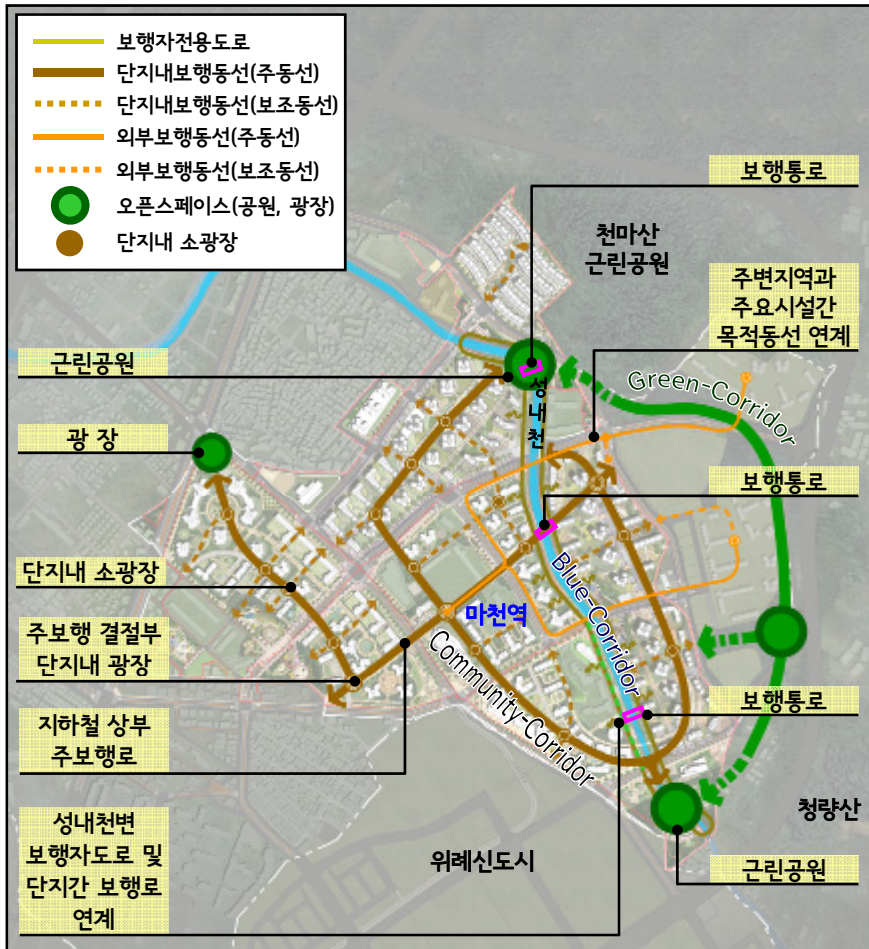 보행자전용도로
단지내보행동선(주동선)
단지내보행동선(보조동선)
외부보행동선(주동선)
외부보행동선(보조동선)
오픈스페이스(공원, 광장)
단지내 소광장
보행통로
천마산
근린공원
주변지역과
주요시설간
목적동선 연계
근린공원
성내천
Green-Corridor
광 장
보행통로
단지내 소광장
Blue-Corridor
마천역
주보행 결절부
단지내 광장
Community-Corridor
보행통로
지하철 상부
주보행로
청량산
성내천변
보행자도로 및
단지간 보행로
연계
위례신도시
근린공원